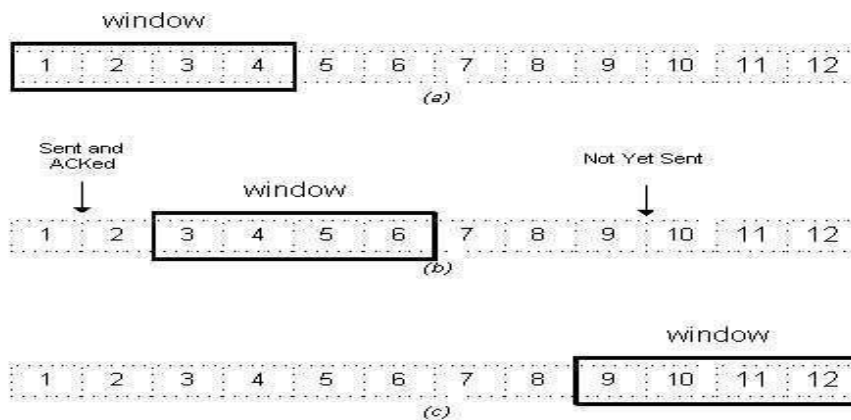 window
1 2 3 4 5 6 7 8 9 10 11 12
(a)
Sent and
ACKed
Not Yet Sent
window
1 2 3 4 5 6 7 8 9 10 11 12
(b)
window
1 2 3 4 5 6 7 8 9 10 11 12
(c)